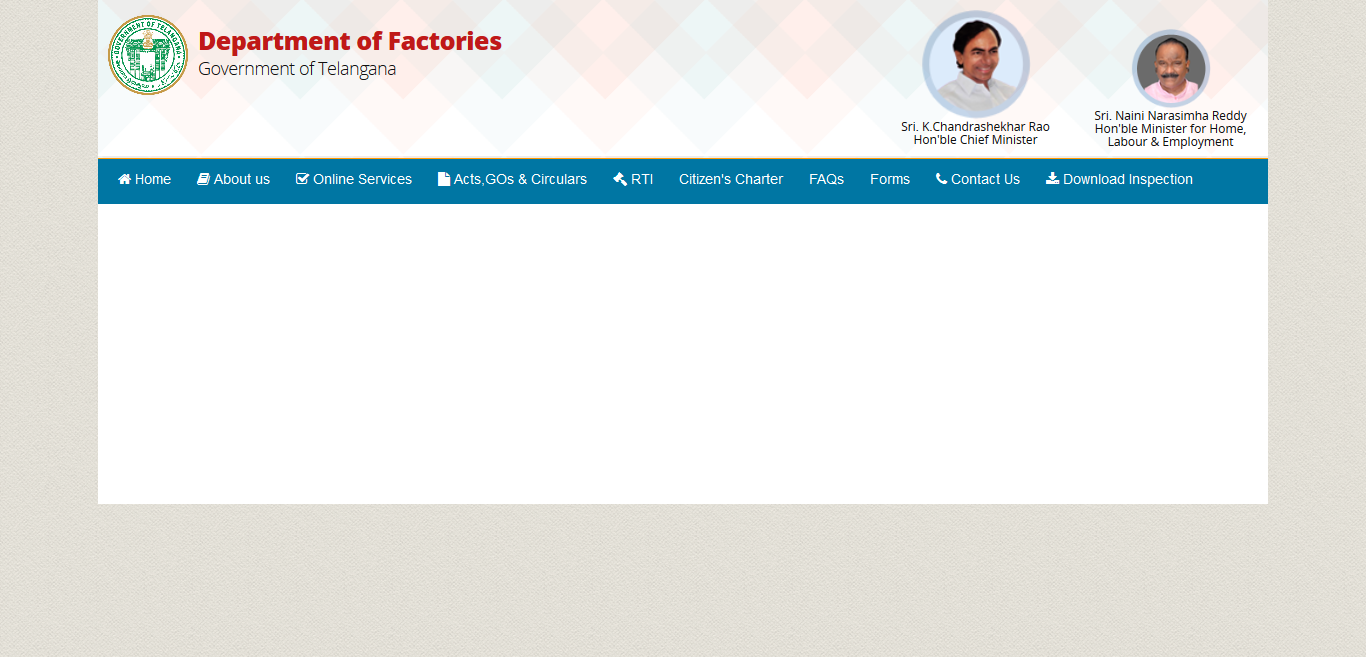 GOVERNMENT OF TELANGANA
Department of Factories
Government of Telangana
Sri. K.Chandrashekhar Rao
Hon'ble Chief Minister
Sri. Naini Narasimha Reddy
Hon'ble Minister for Home,
Labour & Employment
Home About us Online Services Acts,GOs & Circulars RTI Citizen's Charter FAQs Forms Contact Us Download Inspection